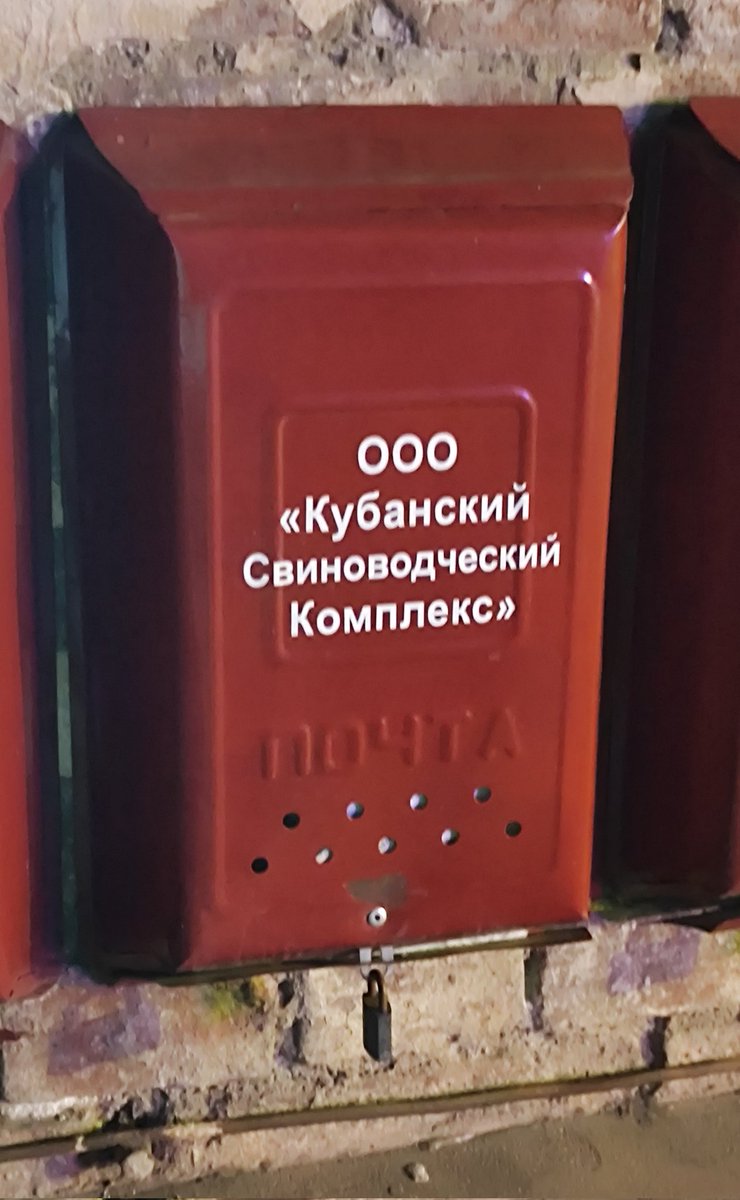 ООО
«Кубанский
Свиноводческий
Комплекс»
ПОЧТА